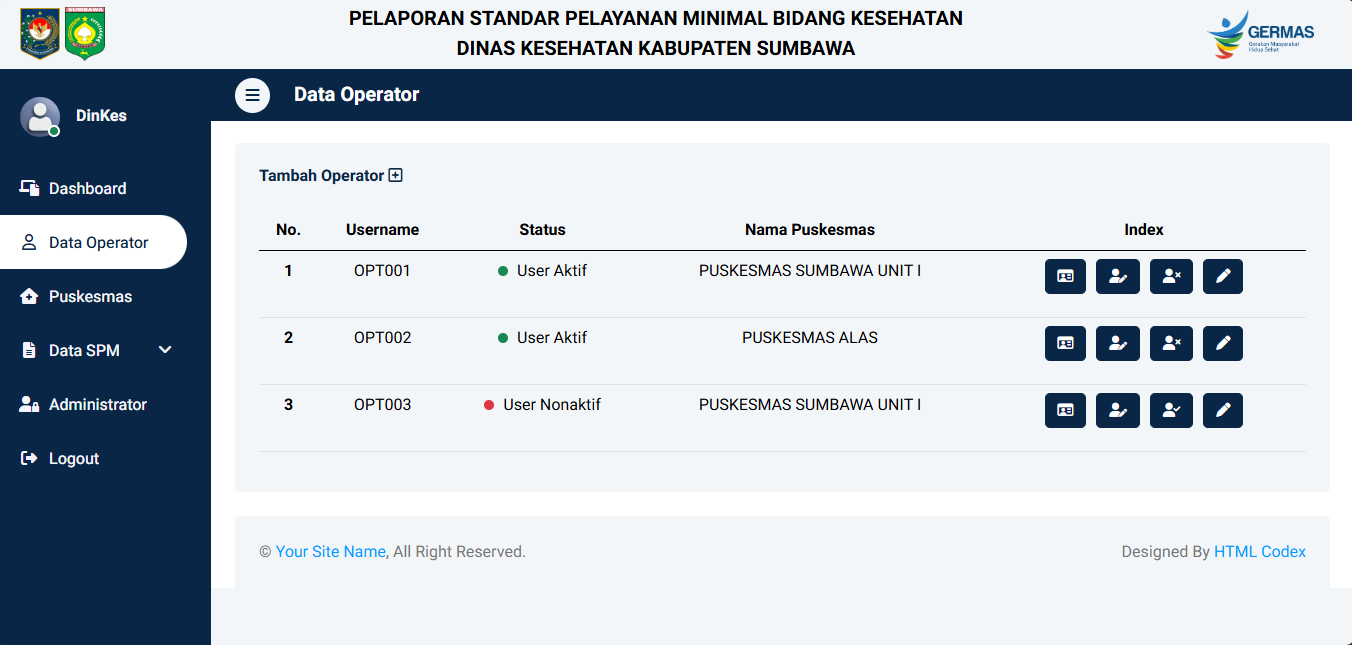 PELAPORAN STANDAR PELAYANAN MINIMAL BIDANG KESEHATAN
DINAS KESEHATAN KABUPATEN SUMBAWA
GERMAS
Gerakan Masyarakat
Hidup Sehat
DinKes
Data Operator
Dashboard
Data Operator
Puskesmas
Data SPM
Administrator
Logout
Tambah Operator
No. Username Status Nama Puskesmas Index
1 OPT001 User Aktif PUSKESMAS SUMBAWA UNIT I
2 OPT002 User Aktif PUSKESMAS ALAS
3 OPT003 User Nonaktif PUSKESMAS SUMBAWA UNIT I
© Your Site Name, All Right Reserved.
Designed By HTML Codex